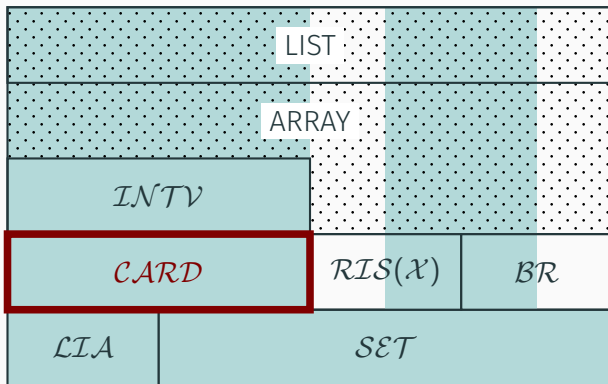 LIST
ARRAY
𝓘𝓝𝓣𝓥
𝓒𝓐𝓡𝓓 𝓡𝓘𝓢(𝓧) 𝓑𝓡
𝓛𝓘𝓐 𝓢𝓔𝓣